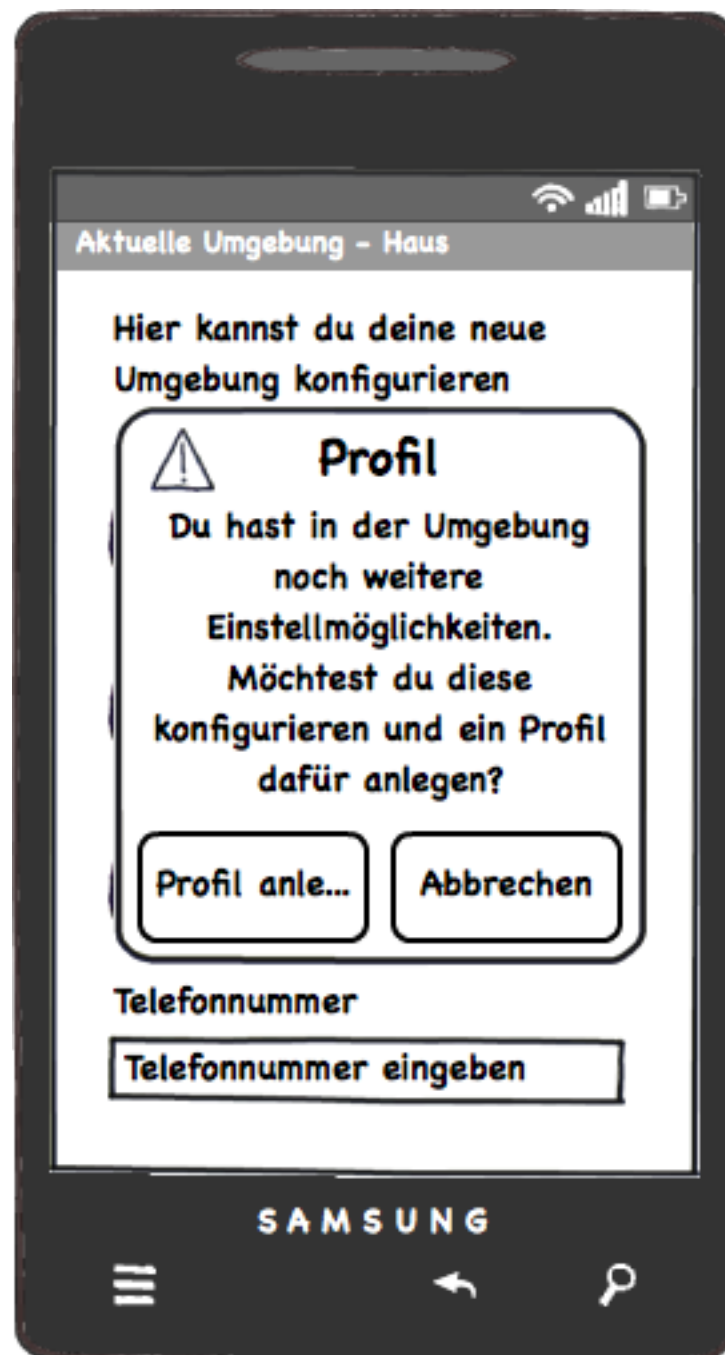 Aktuelle Umgebung - Haus
Hier kannst du deine neue
Umgebung konfigurieren
Profil
Du hast in der Umgebung
noch weitere
Einstellmöglichkeiten.
Möchtest du diese
konfigurieren und ein Profil
dafür anlegen?
Profil anle...
Abbrechen
Telefonnummer
Telefonnummer eingeben
SAMSUNG